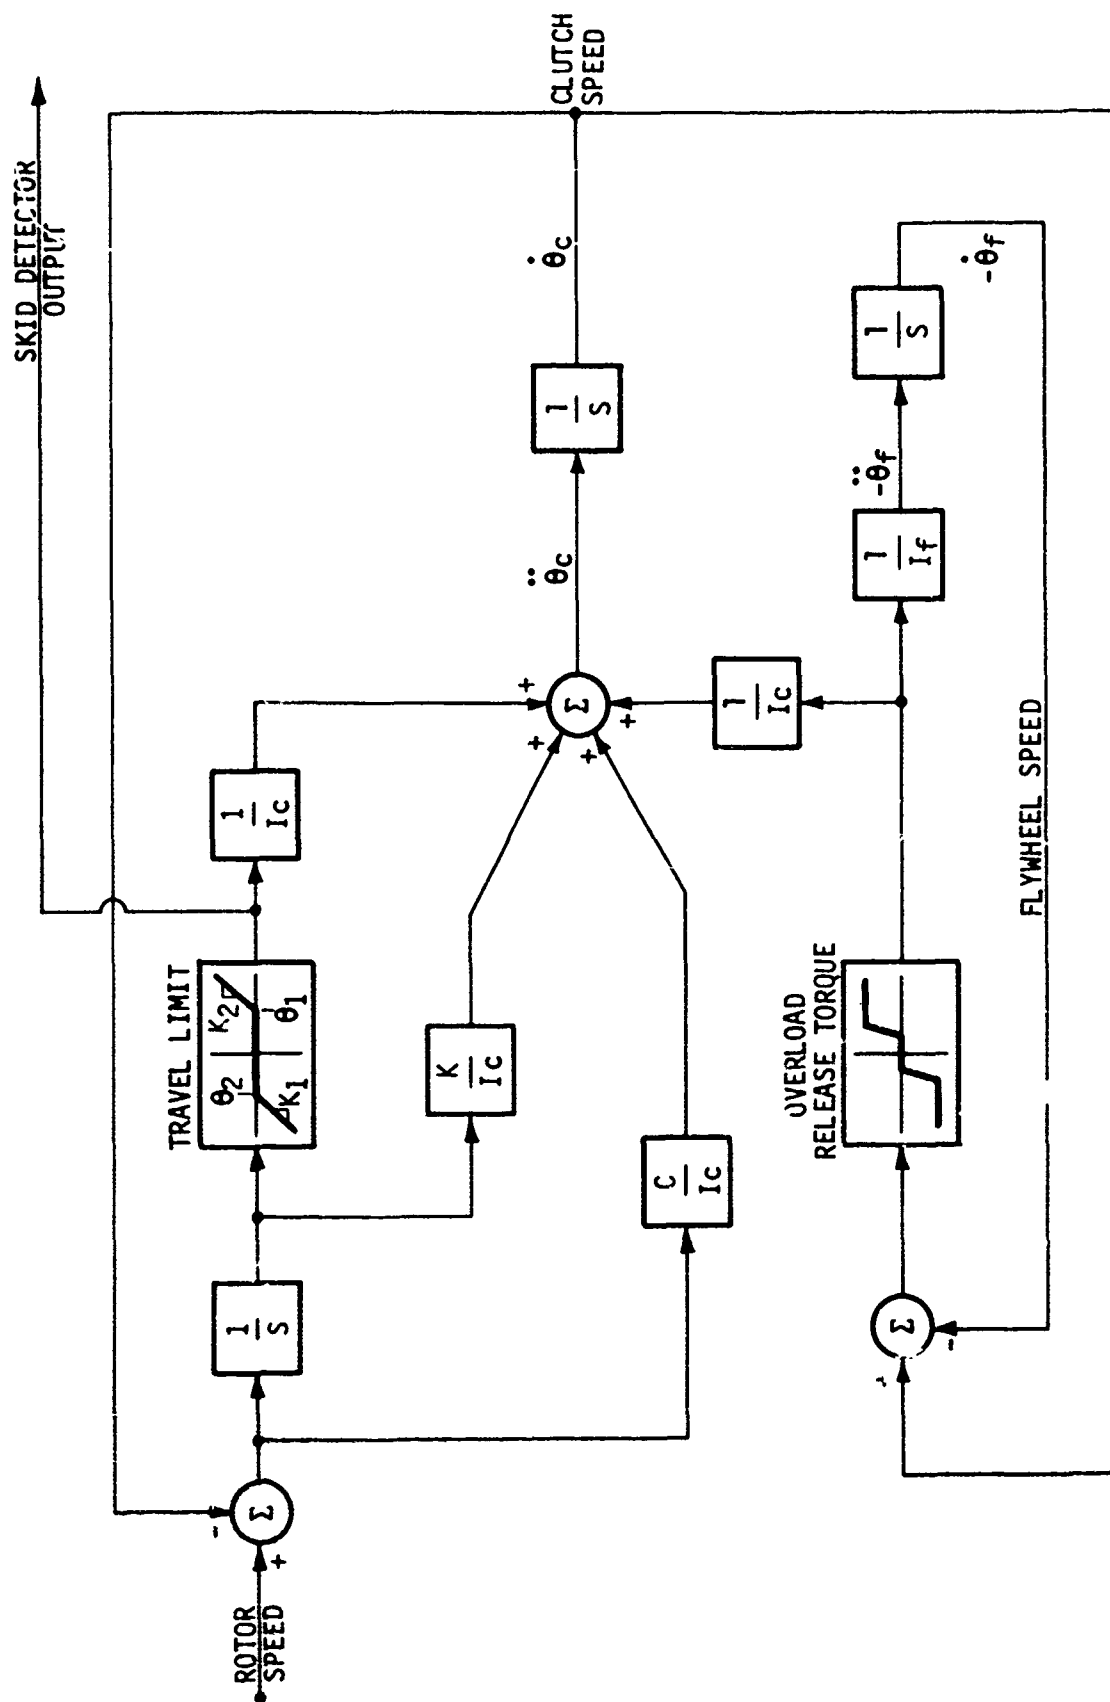 SKID DETECTOR
OUTPUT
CLUTCH
SPEED
TRAVEL LIMIT
θ2 K2
K1 θ1
1
Ic
1
S
K
Ic
C
Ic
Σ
-
+
ROTOR
SPEED
+
+
+
+
Σ
θ̈c
1
S
θ̇c
1
Ic
OVERLOAD
RELEASE TORQUE
Σ
-
1
If
-θ̈f
1
S
-θ̇f
FLYWHEEL SPEED